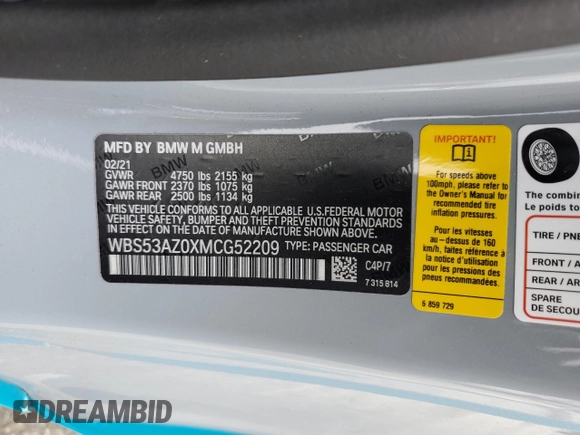 MFD BY BMW M GMBH
02/21
GVWR 4750 lbs 2155 kg
GAWR FRONT 2370 lbs 1075 kg
GAWR REAR 2500 lbs 1134 kg
THIS VEHICLE CONFORMS TO ALL APPLICABLE U.S.FEDERAL MOTOR
VEHICLE SAFETY, BUMPER, AND THEFT PREVENTION STANDARDS
IN EFFECT ON THE DATE OF MANUFACTURE SHOWN ABOVE.
WBS53AZ0XMCG52209 TYPE: PASSENGER CAR
C4P/7
7 315 814
BMW
IMPORTANT!
For speeds above
100mph, please refer to
the Owner's Manual for
recommended tire
inflation pressures.
Pour les vitesses
au-dessus de 160
km/h, faites référence à
la notice d'utilisation
des pressions de pneu
recommandées.
6 859 729
The combin
Le poids to
TIRE / PNE
FRONT / A
REAR / AR
SPARE
DE SECOU
DREAMBID